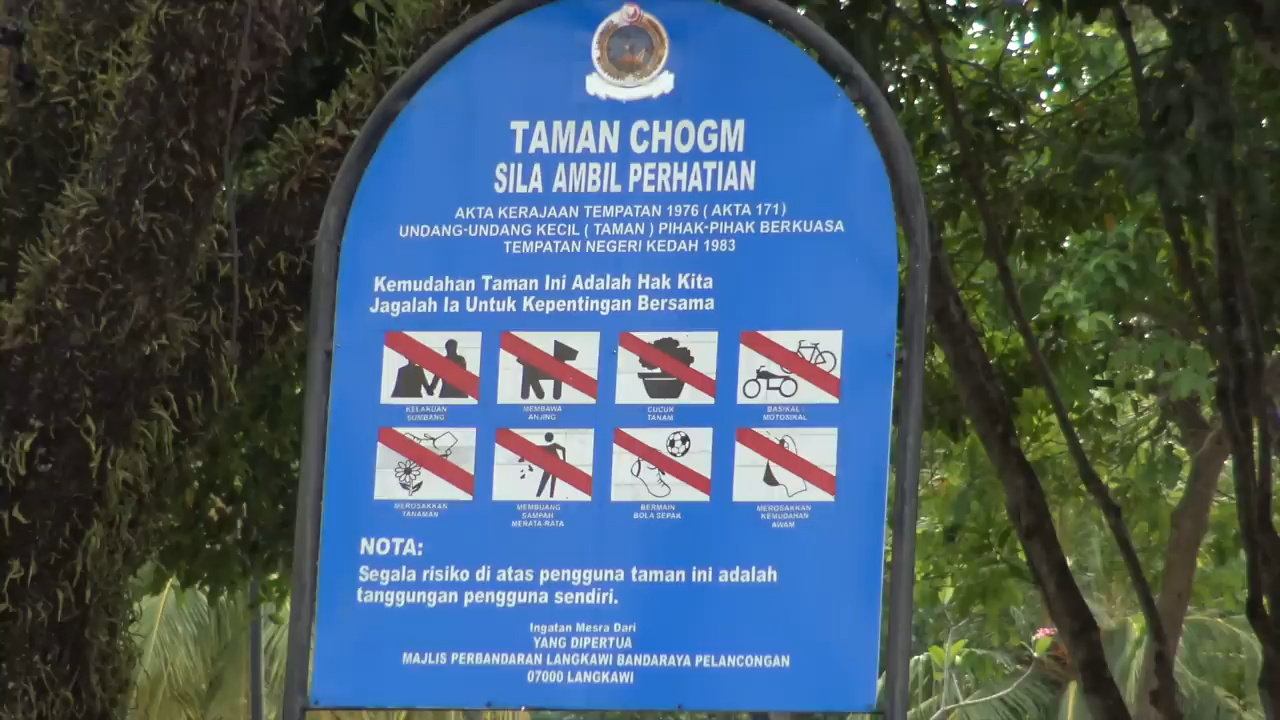 TAMAN CHOGM
SILA AMBIL PERHATIAN
AKTA KERAJAAN TEMPATAN 1976 ( AKTA 171)
UNDANG-UNDANG KECIL ( TAMAN ) PIHAK-PIHAK BERKUASA
TEMPATAN NEGERI KEDAH 1983
Kemudahan Taman Ini Adalah Hak Kita
Jagalah Ia Untuk Kepentingan Bersama
KELAKUAN
SUMBANG
MEMBAWA
ANJING
CUCUK
TANAM
BASIKAL /
MOTOSIKAL
MEROSAKKAN
TANAMAN
MEMBUANG
SAMPAH
MERATA-RATA
BERMAIN
BOLA SEPAK
MEROSAKKAN
KEMUDAHAN
AWAM
NOTA:
Segala risiko di atas pengguna taman ini adalah
tanggungan pengguna sendiri.
Ingatan Mesra Dari
YANG DIPERTUA
MAJLIS PERBANDARAN LANGKAWI BANDARAYA PELANCONGAN
07000 LANGKAWI